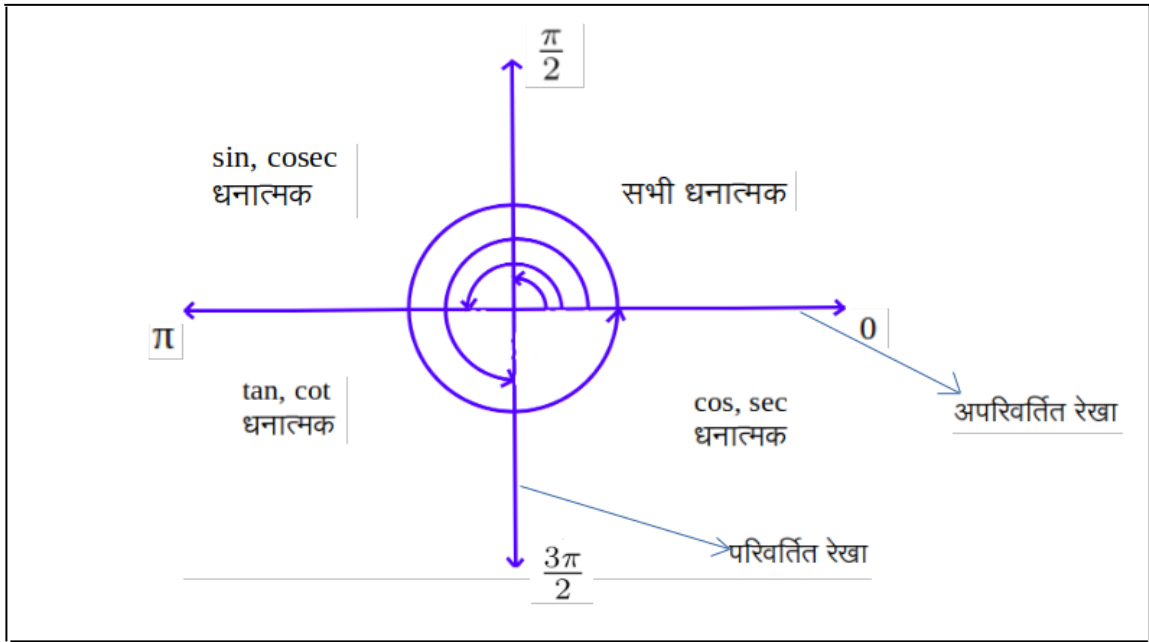 π
2
sin, cosec
धनात्मक
सभी धनात्मक
π
0
tan, cot
धनात्मक
cos, sec
धनात्मक
अपरिवर्तित रेखा
परिवर्तित रेखा
3π
2